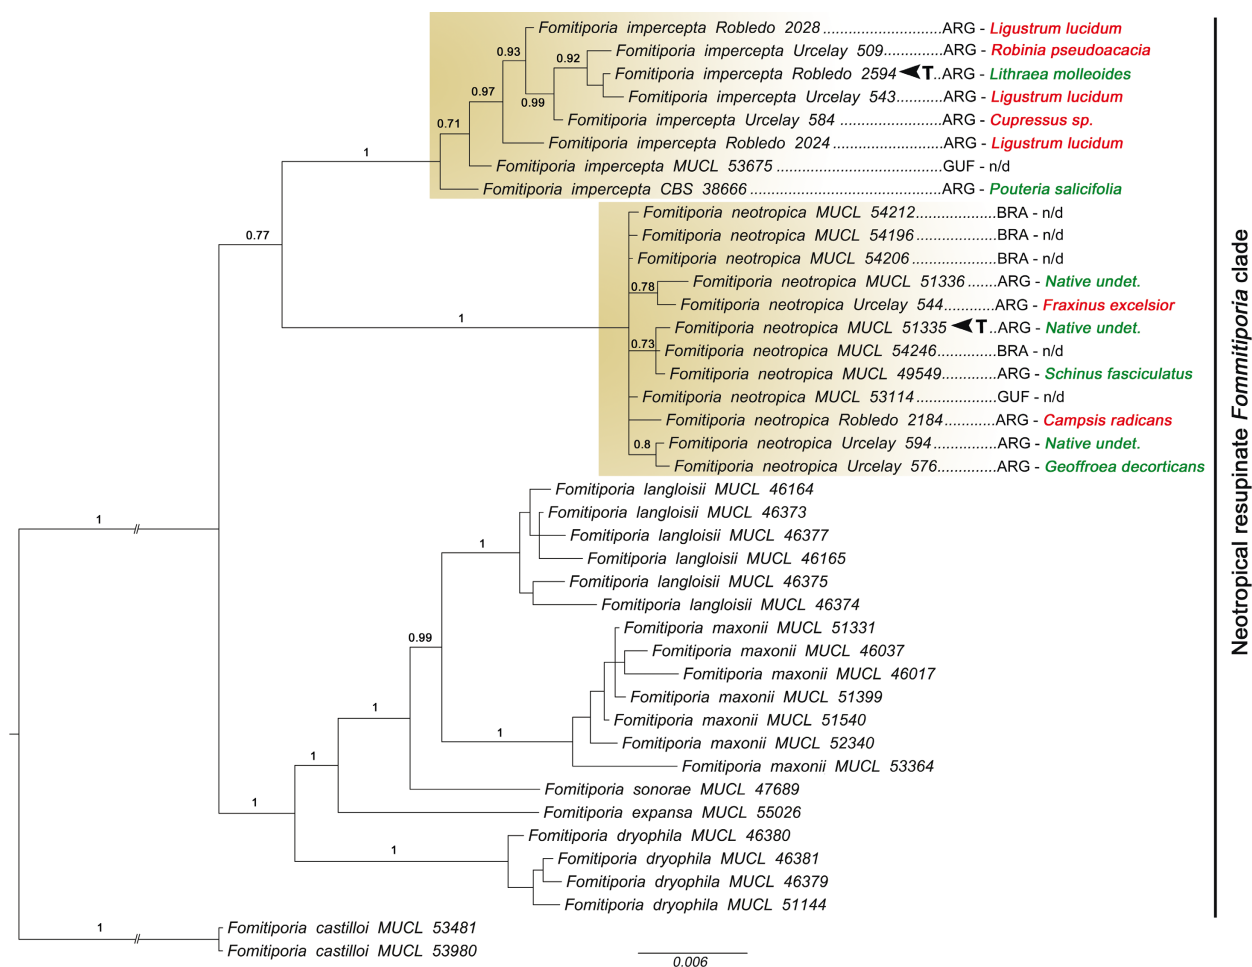 Fomitiporia impercepta Robledo 2028 ............................ARG - Ligustrum lucidum
0.93
Fomitiporia impercepta Urcelay 509..............ARG - Robinia pseudoacacia
0.92
Fomitiporia impercepta Robledo 2594 T..ARG - Lithraea molleoides
0.97
Fomitiporia impercepta Urcelay 543...........ARG - Ligustrum lucidum
0.99
Fomitiporia impercepta Urcelay 584 ........................ARG - Cupressus sp.
0.71
Fomitiporia impercepta Robledo 2024..........................ARG - Ligustrum lucidum
1
Fomitiporia impercepta MUCL 53675 .......................................GUF - n/d
Fomitiporia impercepta CBS 38666..............................................ARG - Pouteria salicifolia
Fomitiporia neotropica MUCL 54212...................BRA - n/d
0.77
Fomitiporia neotropica MUCL 54196...................BRA - n/d
Fomitiporia neotropica MUCL 54206....................BRA - n/d
Fomitiporia neotropica MUCL 51336......ARG - Native undet.
0.78
Fomitiporia neotropica Urcelay 544............ARG - Fraxinus excelsior
1
Fomitiporia neotropica MUCL 51335 T..ARG - Native undet.
0.73
Fomitiporia neotropica MUCL 54246..............BRA - n/d
Fomitiporia neotropica MUCL 49549.............ARG - Schinus fasciculatus
Fomitiporia neotropica MUCL 53114...................GUF - n/d
Fomitiporia neotropica Robledo 2184............ARG - Campsis radicans
0.8
Fomitiporia neotropica Urcelay 594...............ARG - Native undet.
Fomitiporia neotropica Urcelay 576..............ARG - Geoffroea decorticans
Fomitiporia langloisii MUCL 46164
Fomitiporia langloisii MUCL 46373
1
Fomitiporia langloisii MUCL 46377
1
Fomitiporia langloisii MUCL 46165
Fomitiporia langloisii MUCL 46375
Fomitiporia langloisii MUCL 46374
Fomitiporia maxonii MUCL 51331
0.99
Fomitiporia maxonii MUCL 46037
Fomitiporia maxonii MUCL 46017
Fomitiporia maxonii MUCL 51399
1
Fomitiporia maxonii MUCL 51540
1
Fomitiporia maxonii MUCL 52340
1
Fomitiporia maxonii MUCL 53364
Fomitiporia sonorae MUCL 47689
1
Fomitiporia expansa MUCL 55026
Fomitiporia dryophila MUCL 46380
1
Fomitiporia dryophila MUCL 46381
Fomitiporia dryophila MUCL 46379
Fomitiporia dryophila MUCL 51144
1
Fomitiporia castilloi MUCL 53481
Fomitiporia castilloi MUCL 53980
0.006
Neotropical resupinate Fommitiporia clade